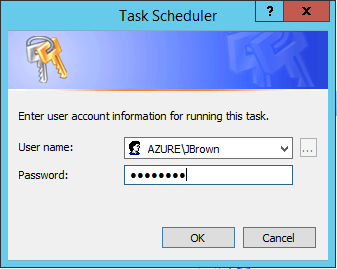 Task Scheduler
? x
Enter user account information for running this task.
User name: AZURE\JBrown ...
Password: ●●●●●●●●
OK Cancel